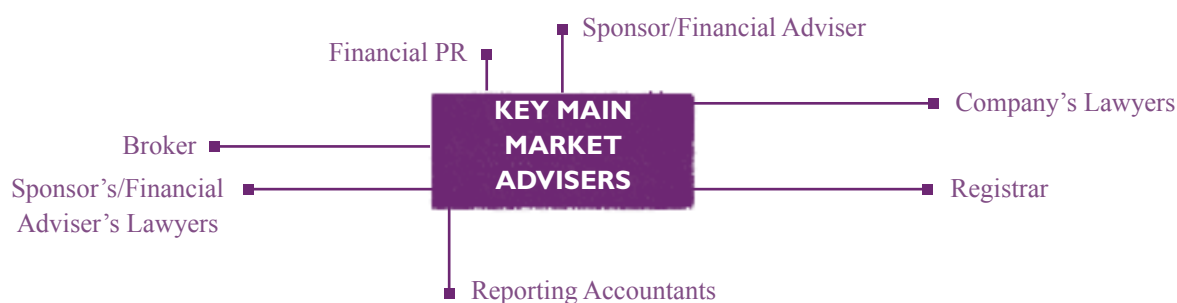 Sponsor/Financial Adviser
Financial PR
KEY MAIN
MARKET
ADVISERS
Company’s Lawyers
Broker
Sponsor’s/Financial
Adviser’s Lawyers
Registrar
Reporting Accountants